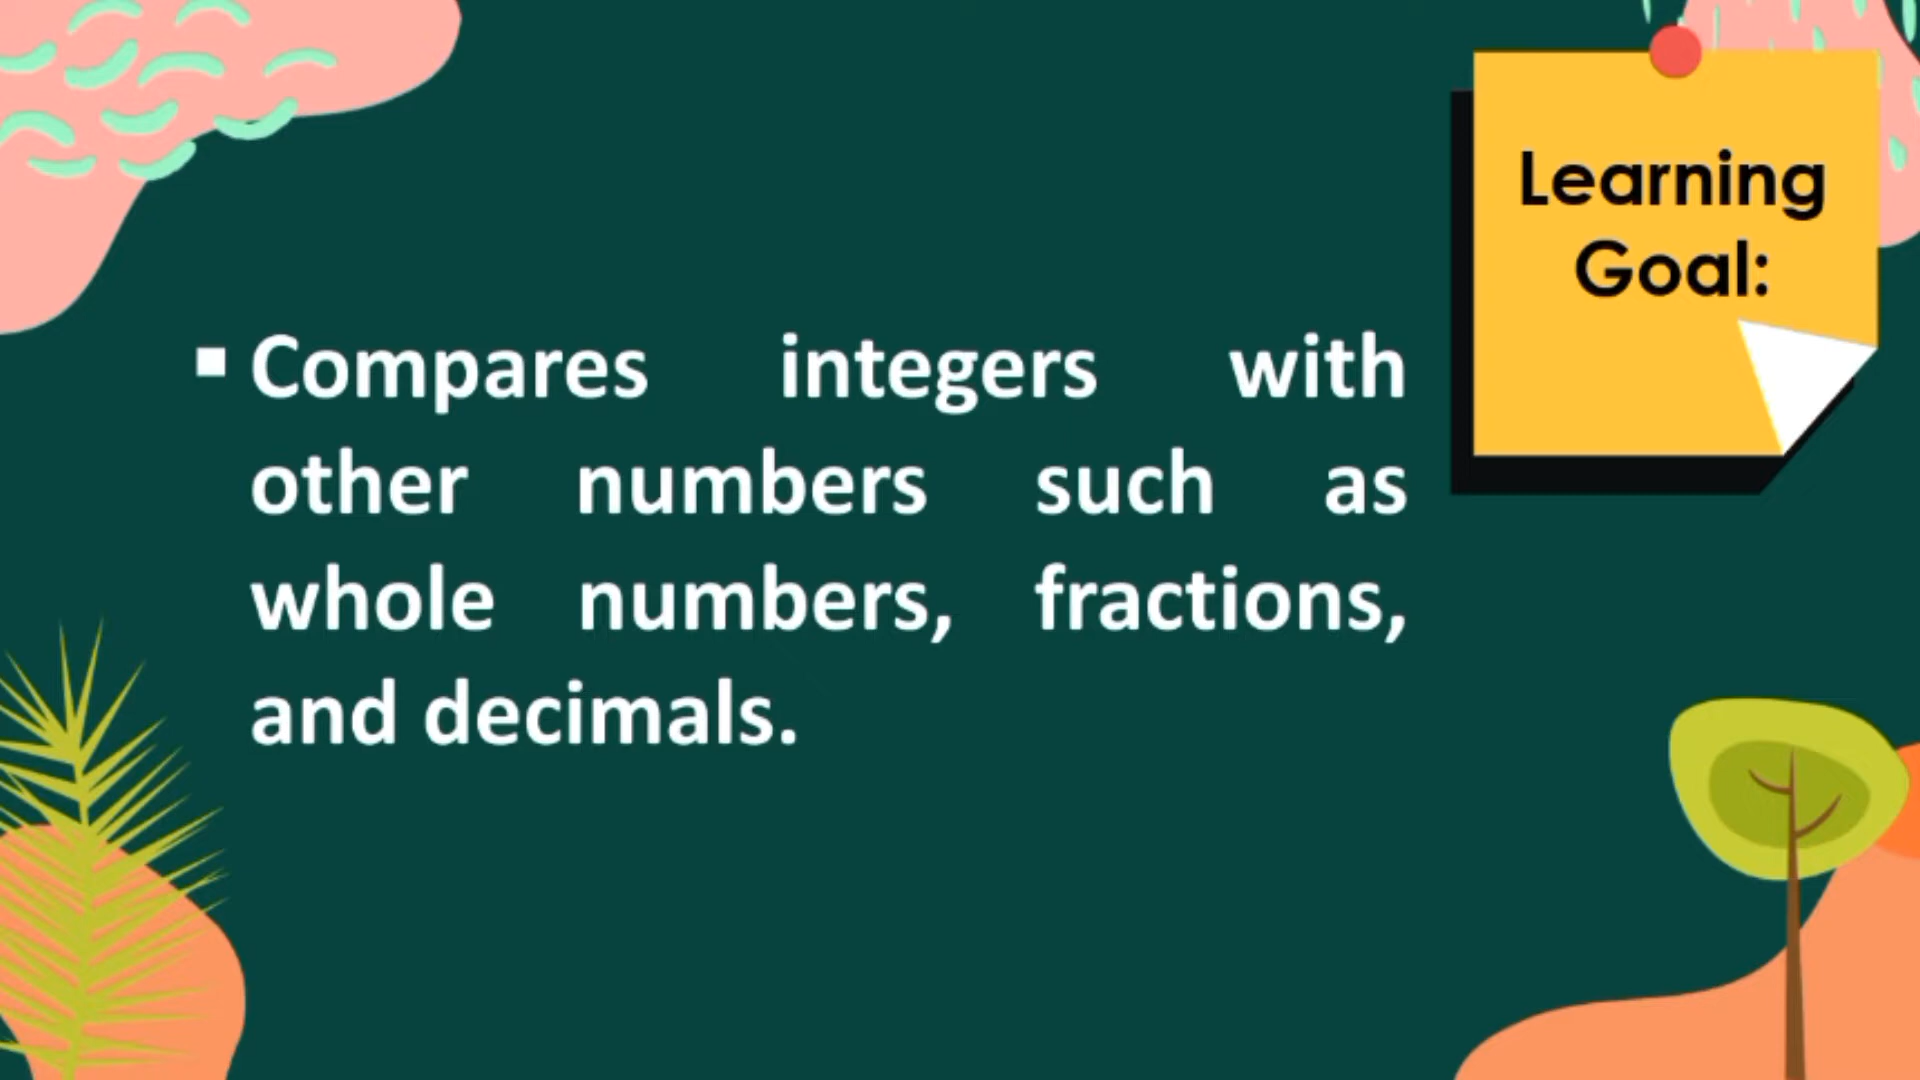 Learning
Goal:
▪ Compares integers with
other numbers such as
whole numbers, fractions,
and decimals.